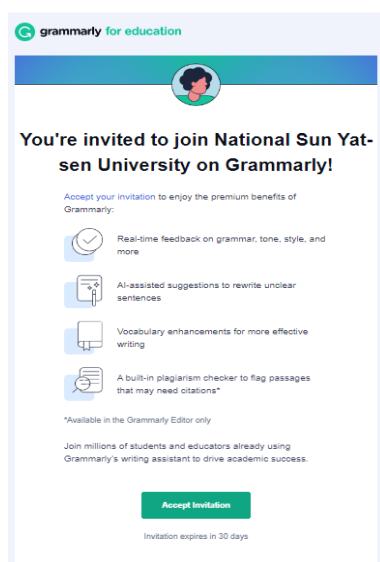 grammarly for education
You're invited to join National Sun Yat-
sen University on Grammarly!
Accept your invitation to enjoy the premium benefits of
Grammarly:
Real-time feedback on grammar, tone, style, and
more
AI-assisted suggestions to rewrite unclear
sentences
Vocabulary enhancements for more effective
writing
A built-in plagiarism checker to flag passages
that may need citations*
*Available in the Grammarly Editor only
Join millions of students and educators already using
Grammarly's writing assistant to drive academic success.
Accept Invitation
Invitation expires in 30 days